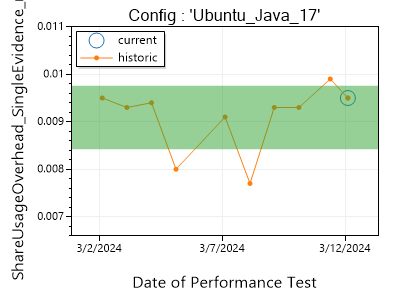 Config : 'Ubuntu_Java_17'
current
historic
0.011
0.01
0.009
0.008
0.007
3/2/2024
3/7/2024
3/12/2024
Date of Performance Test
ShareUsageOverhead_SingleEvidence_